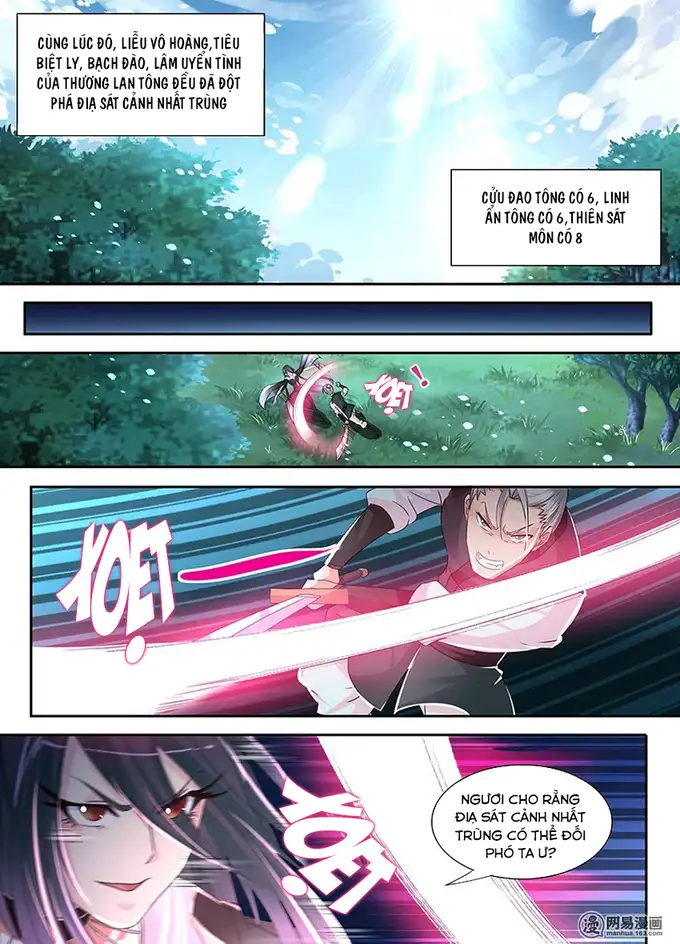 CÙNG LÚC ĐÓ, LIỄU VÔ HOÀNG,TIÊU
BIỆT LY, BẠCH ĐÀO, LÂM UYỂN TÌNH
CỦA THƯƠNG LAN TÔNG ĐỀU ĐÃ ĐỘT
PHÁ ĐỊA SÁT CẢNH NHẤT TRÙNG
CỬU ĐAO TÔNG CÓ 6, LINH
ẨN TÔNG CÓ 6,THIÊN SÁT
MÔN CÓ 8
XOẸT!
XOẸT
XOẸT
NGƯƠI CHO RẰNG
ĐỊA SÁT CẢNH NHẤT
TRÙNG CÓ THỂ ĐỐI
PHÓ TA Ư?
网易漫画
manhua.163.com